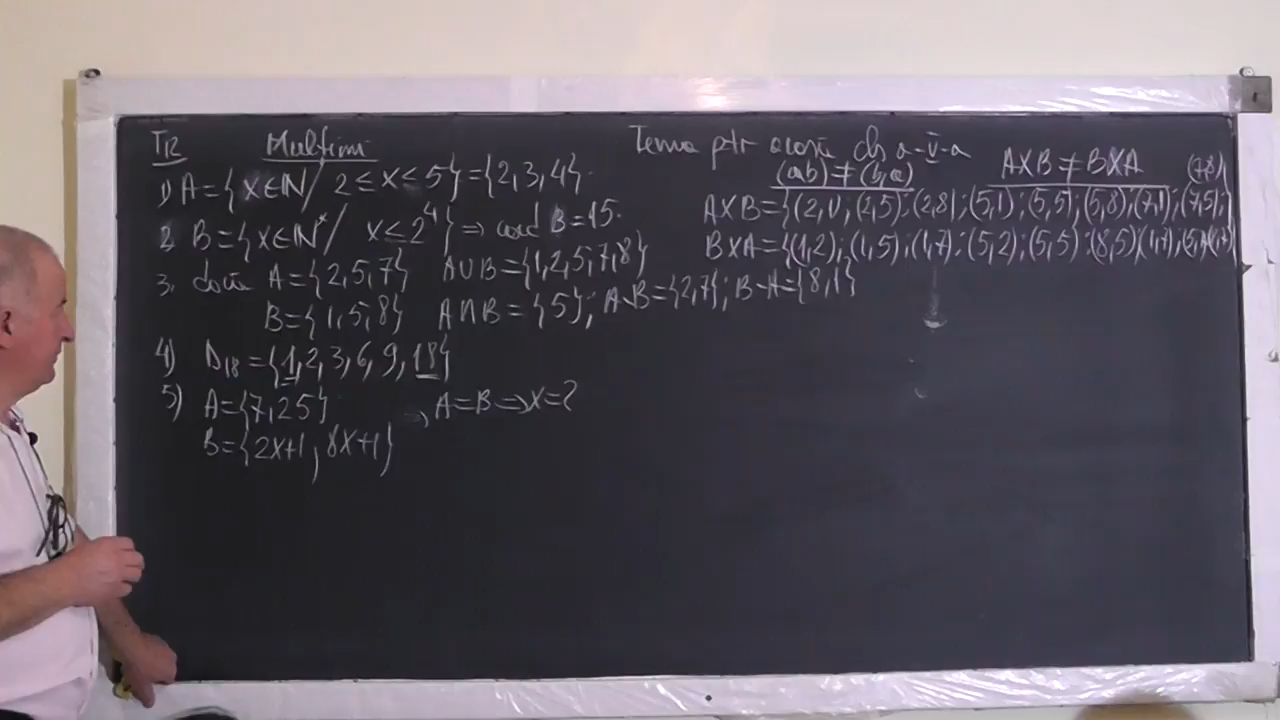 TR Mulțimi
1) A={x∈ℕ/ 2≤x<5}={2,3,4}.
2. B={x∈ℕ*/ x≤2⁴} ⇒ card B=15.
3. dacă A={2,5,7} A∪B={1,2,5,7,8}
B={1,5,8} A∩B={5}; A-B={2,7}; B-A={8,1}
4) D₁₈={1,2,3,6,9,18}
5) A={7,25} ⇒ A=B⇒x=?
B={2x+1, 8x+1}
Tema ptr acasă cls a-V-a
(a,b)≠(b,a) A×B≠B×A (7,8)}
A×B={(2,1);(2,5);(2,8);(5,1);(5,5);(5,8);(7,1);(7,5);
B×A={(1,2);(1,5);(1,7);(5,2);(5,5);(8,5)